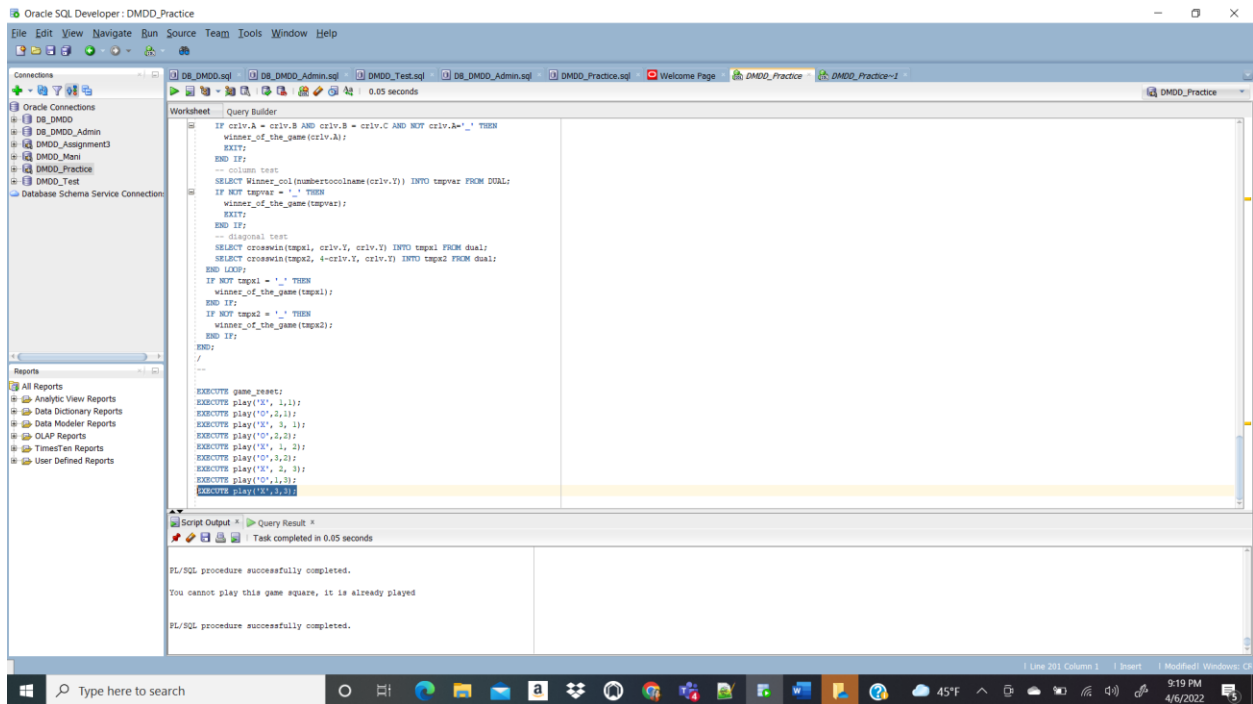 Oracle SQL Developer : DMDD_Practice
File Edit View Navigate Run Source Team Tools Window Help
Connections
Oracle Connections
DB_DMDD
DB_DMDD_Admin
DMDD_Assignment3
DMDD_Mani
DMDD_Practice
DMDD_Test
Database Schema Service Connection
Reports
All Reports
Analytic View Reports
Data Dictionary Reports
Data Modeler Reports
OLAP Reports
TimesTen Reports
User Defined Reports
DB_DMDD.sql DB_DMDD_Admin.sql DMDD_Test.sql DB_DMDD_Admin.sql DMDD_Practice.sql Welcome Page DMDD_Practice DMDD_Practice~1
0.05 seconds DMDD_Practice
Worksheet Query Builder
IF crlv.A = crlv.B AND crlv.B = crlv.C AND NOT crlv.A='_' THEN
winner_of_the_game(crlv.A);
EXIT;
END IF;
-- column test
SELECT Winner_col(numbertocolname(crlv.Y)) INTO tmpvar FROM DUAL;
IF NOT tmpvar = '_' THEN
winner_of_the_game(tmpvar);
EXIT;
END IF;
-- diagonal test
SELECT crosswin(tmpx1, crlv.Y, crlv.Y) INTO tmpx1 FROM dual;
SELECT crosswin(tmpx2, 4-crlv.Y, crlv.Y) INTO tmpx2 FROM dual;
END LOOP;
IF NOT tmpx1 = '_' THEN
winner_of_the_game(tmpx1);
END IF;
IF NOT tmpx2 = '_' THEN
winner_of_the_game(tmpx2);
END IF;
END;
/
--
EXECUTE game_reset;
EXECUTE play('X', 1,1);
EXECUTE play('O',2,1);
EXECUTE play('X', 3, 1);
EXECUTE play('O',2,2);
EXECUTE play('X', 1, 2);
EXECUTE play('O',3,2);
EXECUTE play('X', 2, 3);
EXECUTE play('O',1,3);
EXECUTE play('X',3,3);
Script Output Query Result
Task completed in 0.05 seconds
PL/SQL procedure successfully completed.
You cannot play this game square, it is already played
PL/SQL procedure successfully completed.
Line 201 Column 1 Insert Modified Windows: CR
Type here to search
45°F
9:19 PM
4/6/2022